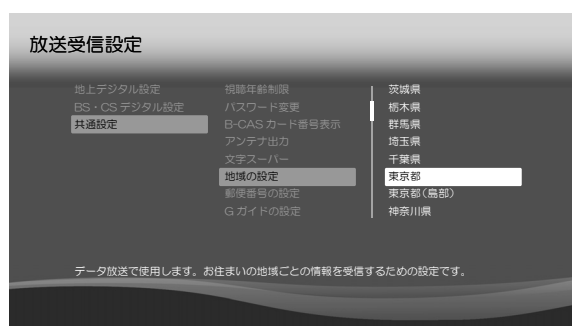 放送受信設定
地上デジタル設定
BS・CSデジタル設定
共通設定
視聴年齢制限
パスワード変更
B-CASカード番号表示
アンテナ出力
文字スーパー
地域の設定
郵便番号の設定
Gガイドの設定
茨城県
栃木県
群馬県
埼玉県
千葉県
東京都
東京都(島部)
神奈川県
データ放送で使用します。お住まいの地域ごとの情報を受信するための設定です。